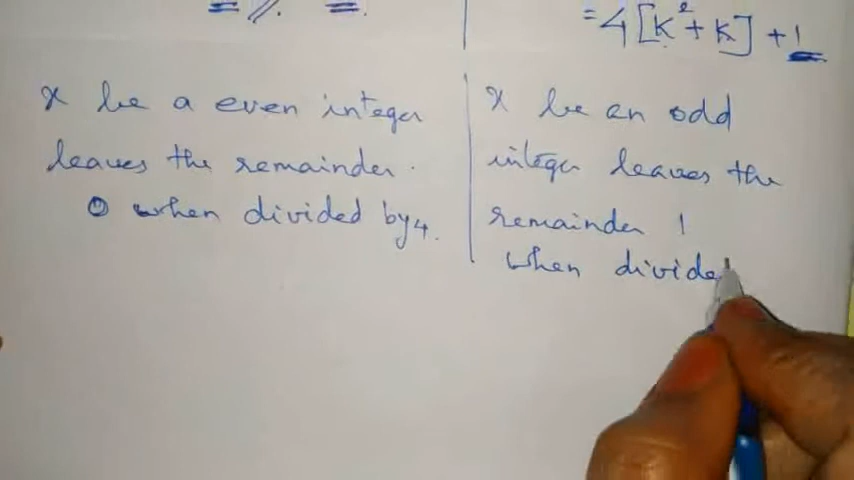 = 4 [K² + K] + 1
x be a even integer
leaves the remainder.
0 when divided by 4.
x be an odd
integer leaves the
remainder 1
when divide